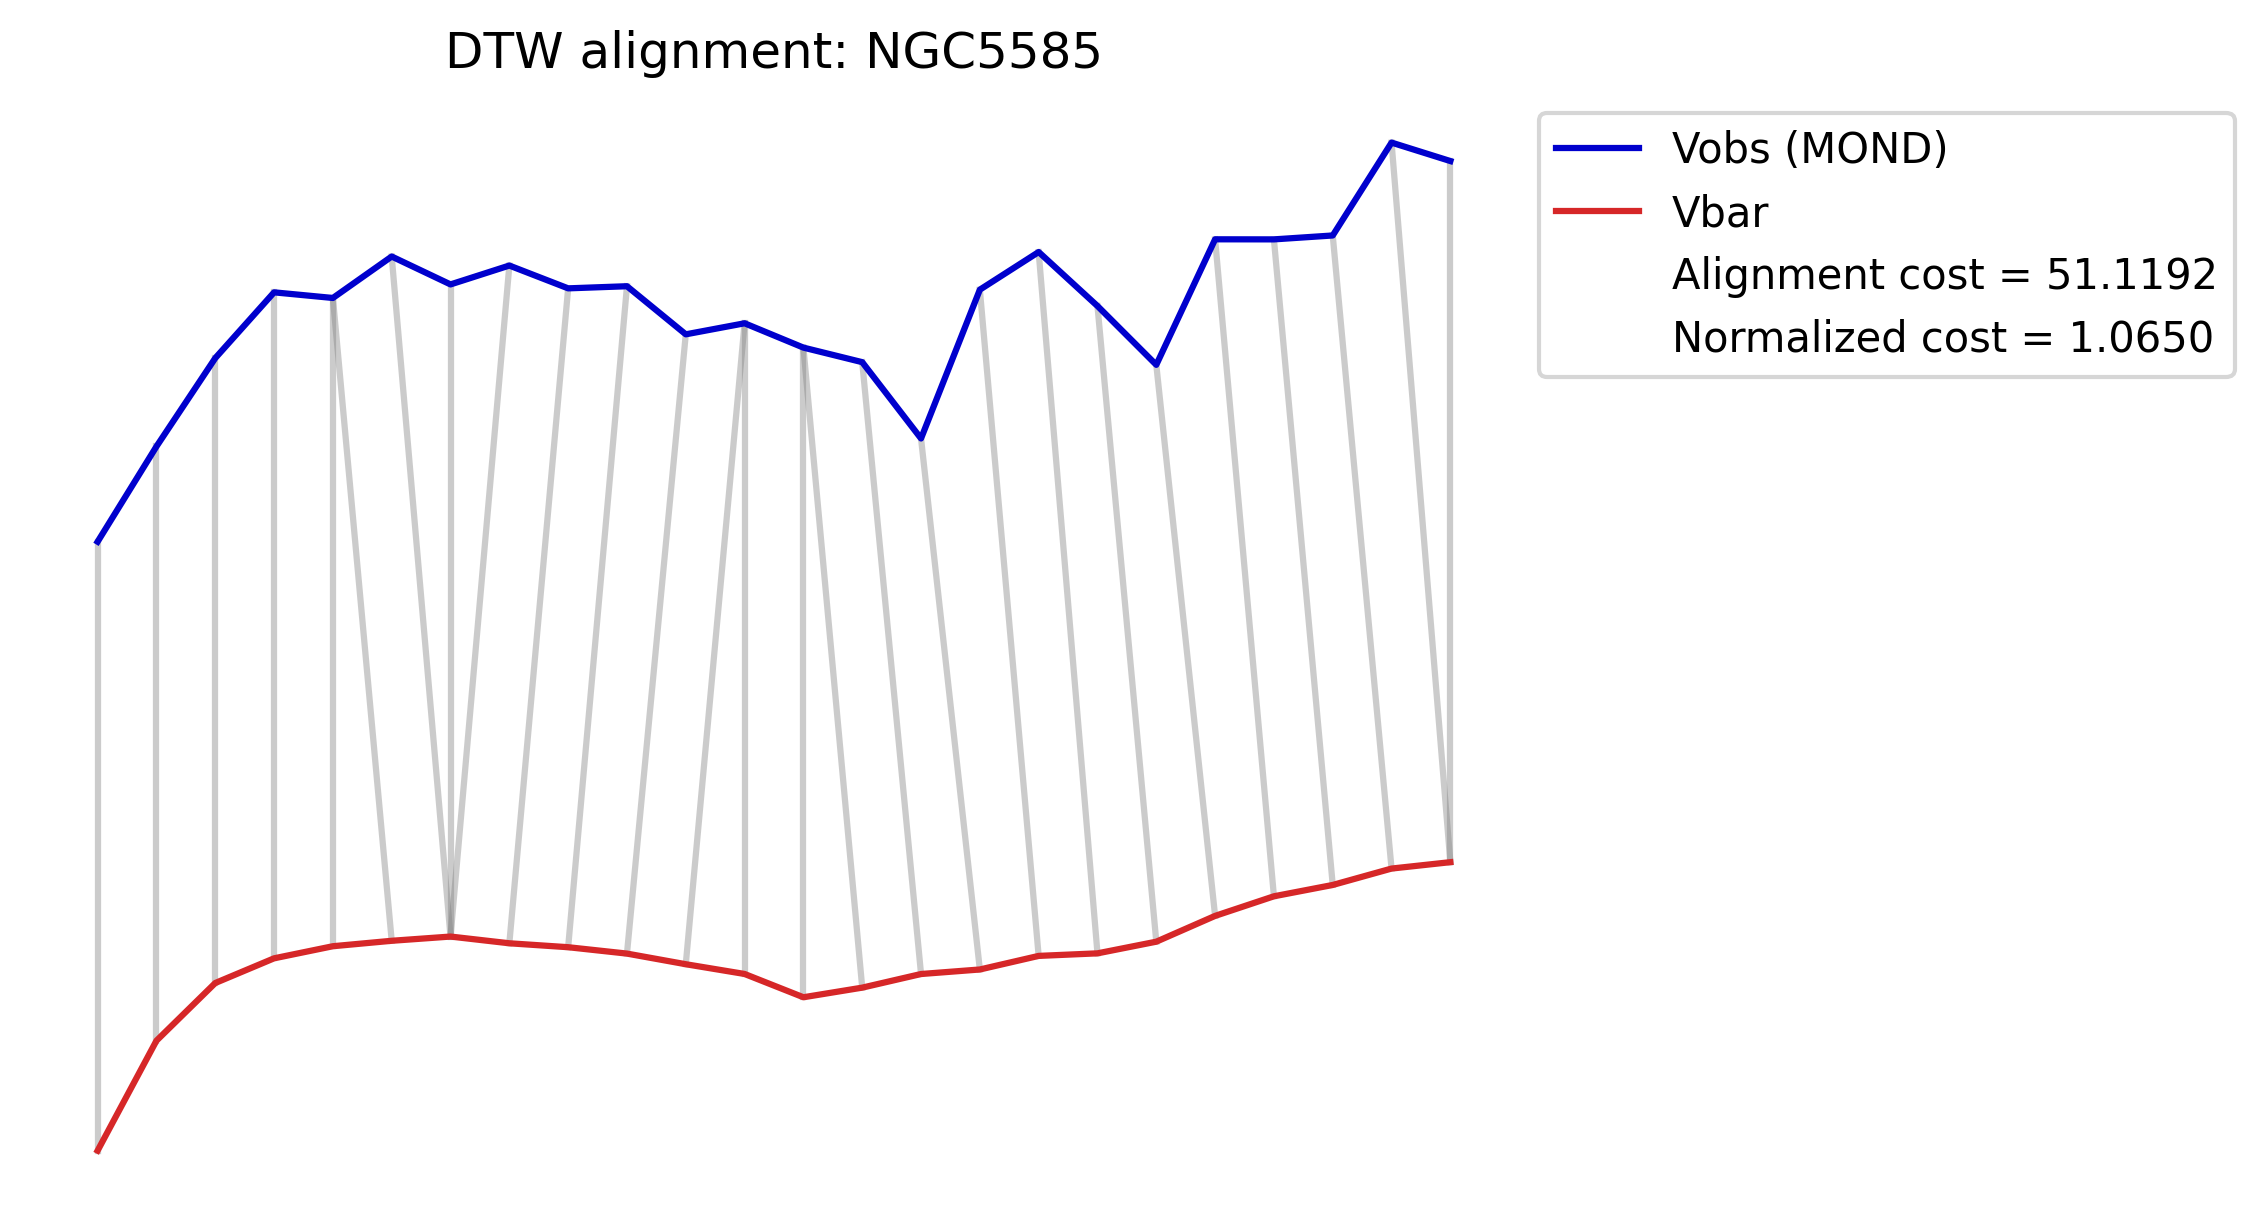 DTW alignment: NGC5585
Vobs (MOND)
Vbar
Alignment cost = 51.1192
Normalized cost = 1.0650